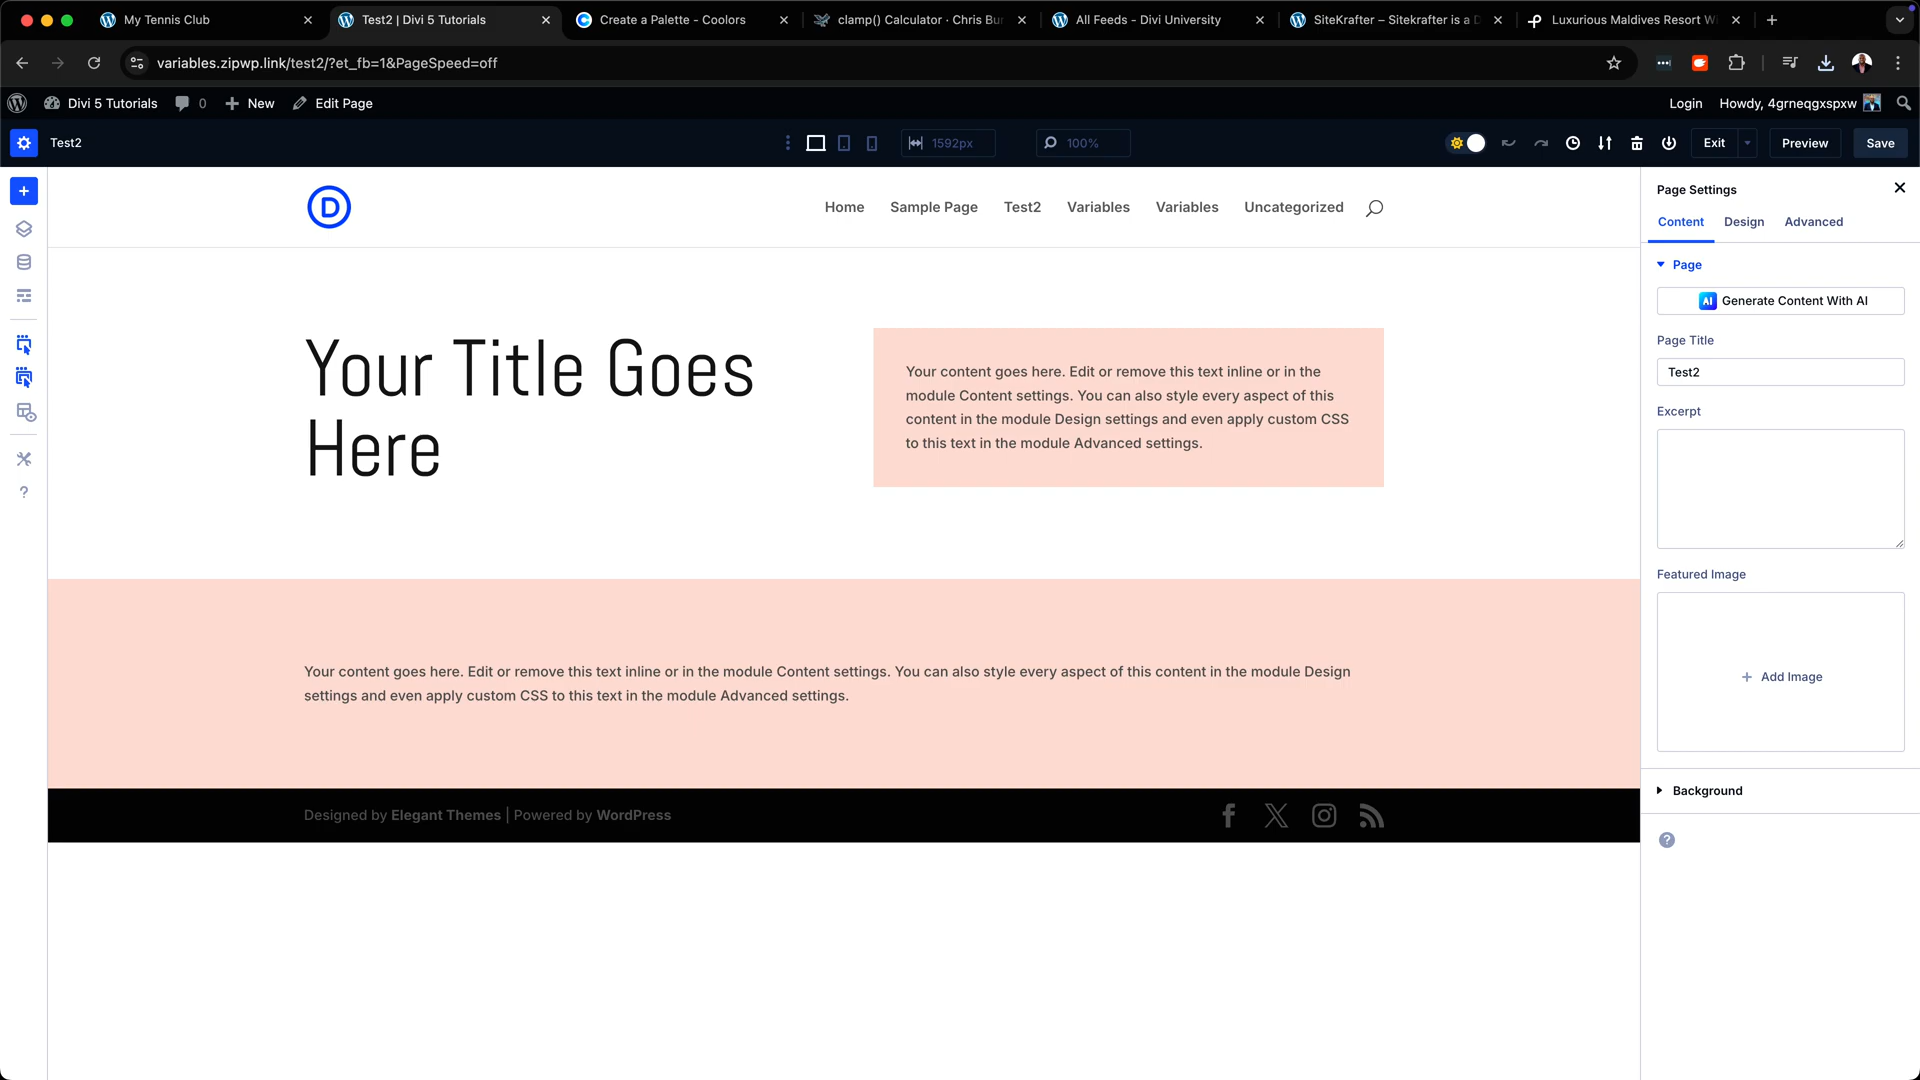 My Tennis Club
Test2 | Divi 5 Tutorials
Create a Palette - Coolors
clamp() Calculator · Chris Bur
All Feeds - Divi University
SiteKrafter – Sitekrafter is a D
Luxurious Maldives Resort Wi
variables.zipwp.link/test2/?et_fb=1&PageSpeed=off
Divi 5 Tutorials
0
New
Edit Page
Login
Howdy, 4grneqgxspxw
Test2
1592px
100%
Exit
Preview
Save
D
Home
Sample Page
Test2
Variables
Variables
Uncategorized
Your Title Goes
Here
Your content goes here. Edit or remove this text inline or in the
module Content settings. You can also style every aspect of this
content in the module Design settings and even apply custom CSS
to this text in the module Advanced settings.
Your content goes here. Edit or remove this text inline or in the module Content settings. You can also style every aspect of this content in the module Design
settings and even apply custom CSS to this text in the module Advanced settings.
Designed by Elegant Themes | Powered by WordPress
Page Settings
Content
Design
Advanced
Page
AI Generate Content With AI
Page Title
Test2
Excerpt
Featured Image
+ Add Image
Background
?